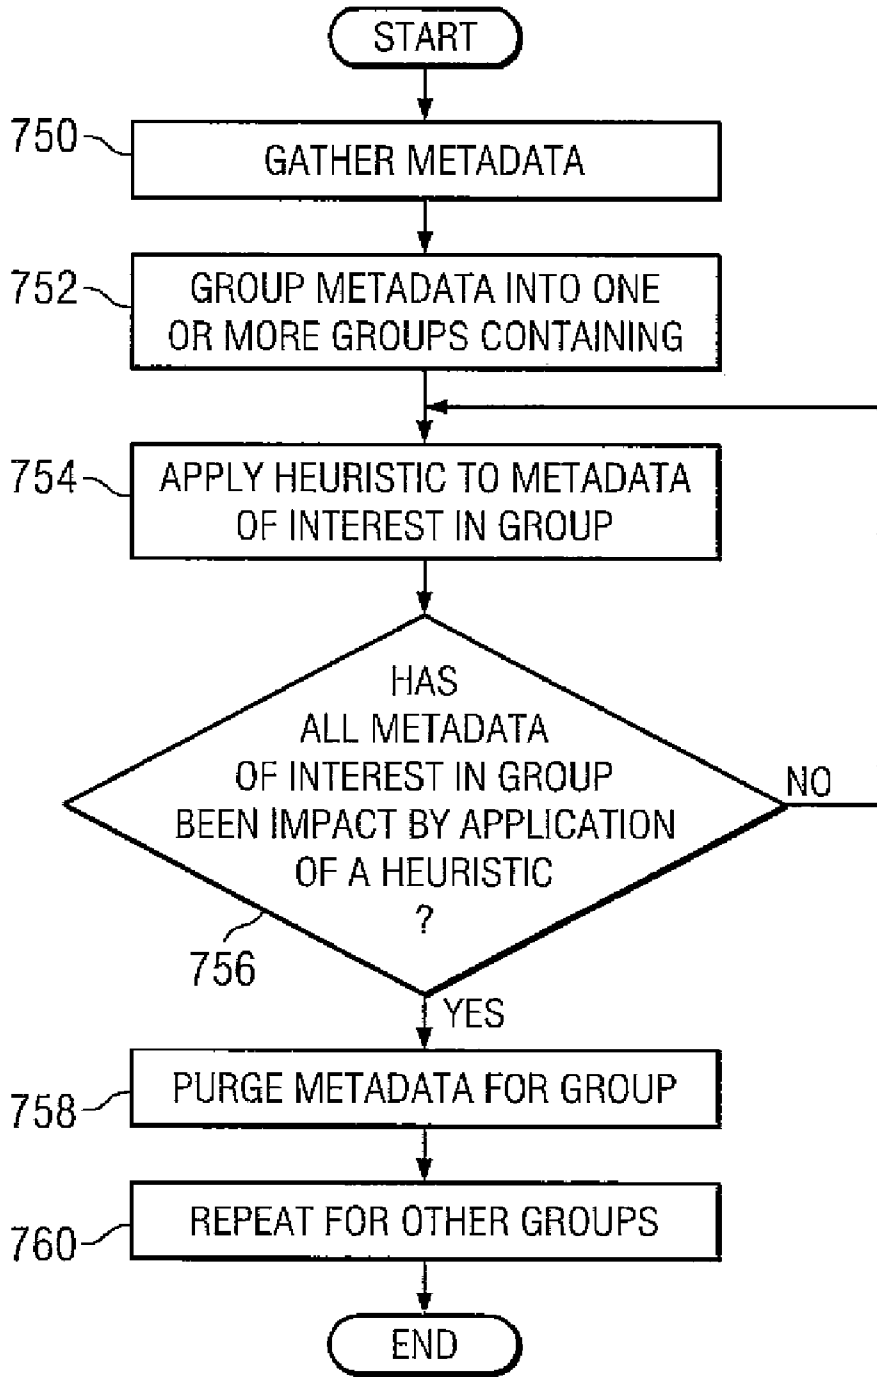 START
750
GATHER METADATA
752
GROUP METADATA INTO ONE
OR MORE GROUPS CONTAINING
754
APPLY HEURISTIC TO METADATA
OF INTEREST IN GROUP
HAS
ALL METADATA
OF INTEREST IN GROUP
BEEN IMPACT BY APPLICATION
OF A HEURISTIC
?
NO
756
YES
758
PURGE METADATA FOR GROUP
760
REPEAT FOR OTHER GROUPS
END